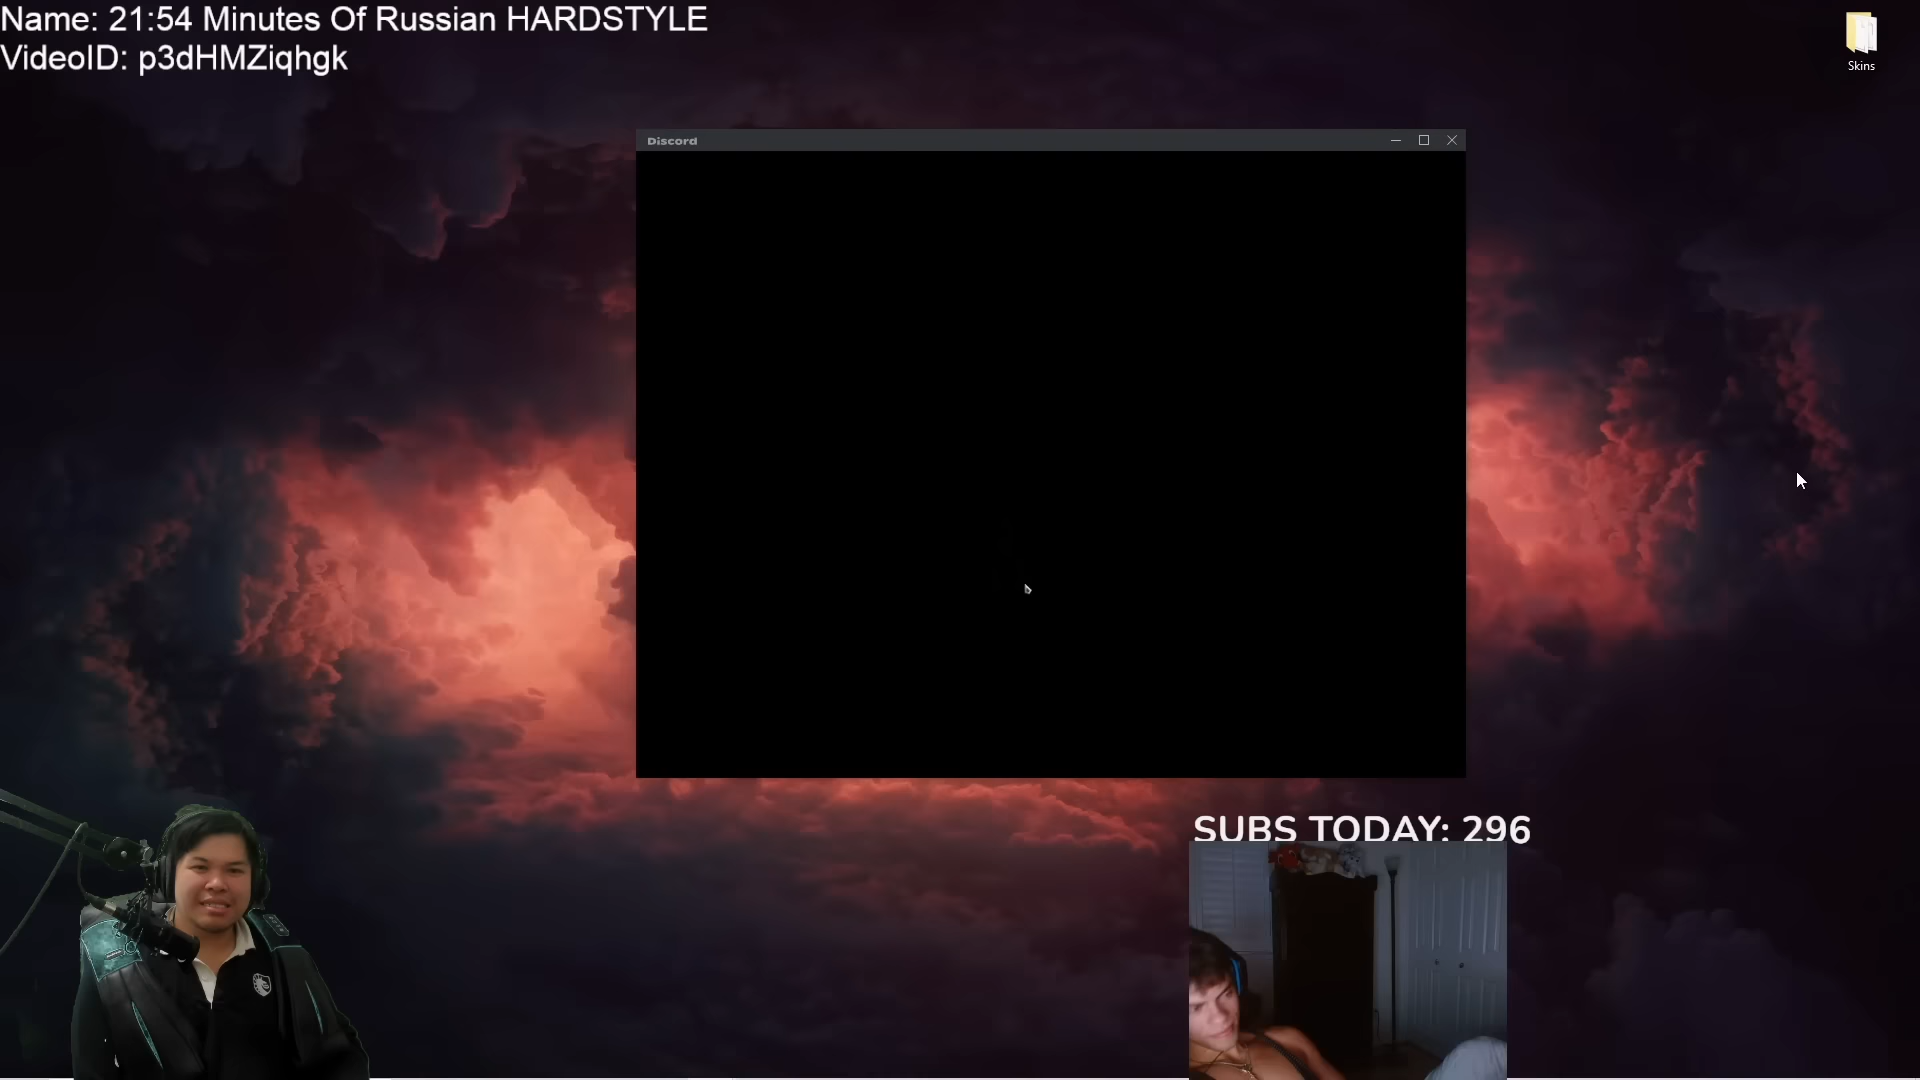 Name: 21:54 Minutes Of Russian HARDSTYLE
VideoID: p3dHMZiqhgk
Skins
Discord
SUBS TODAY: 296